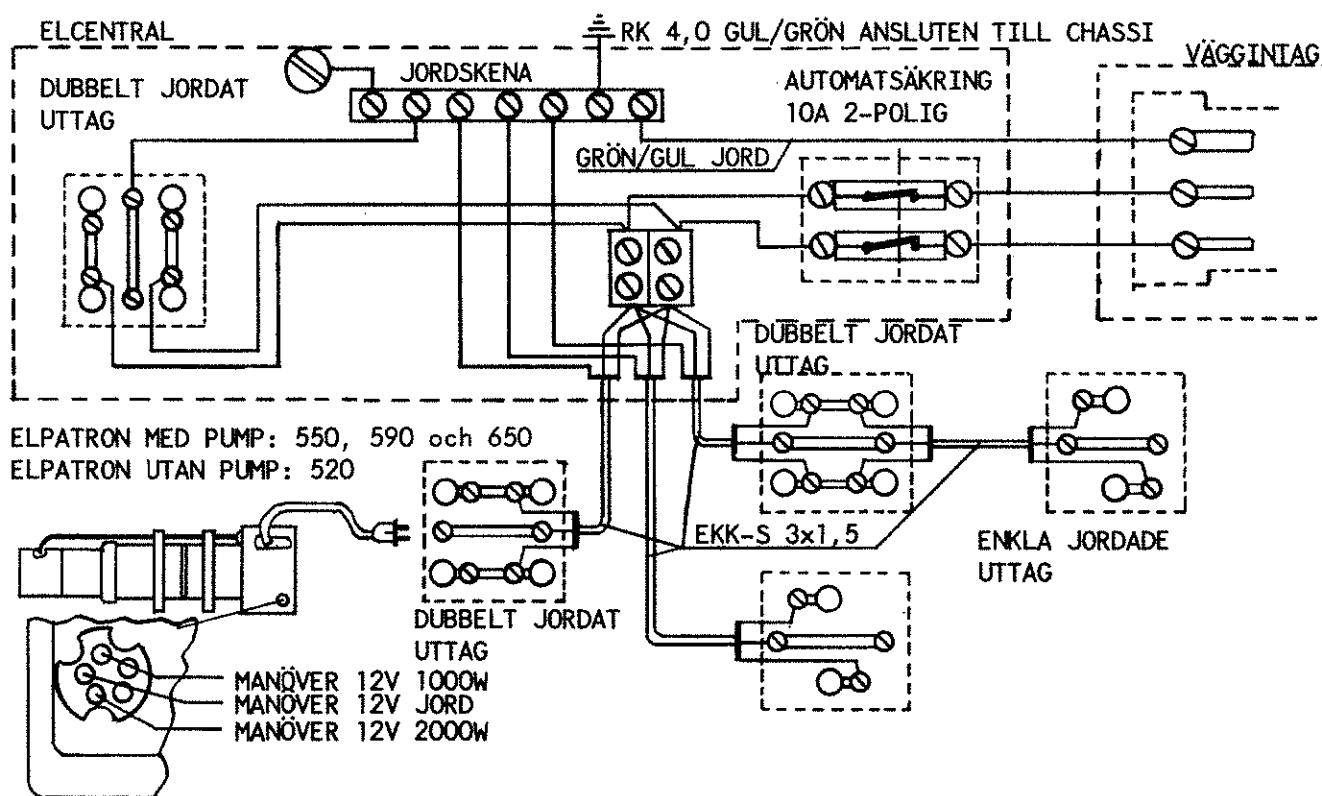 ELCENTRAL
RK 4,0 GUL/GRÖN ANSLUTEN TILL CHASSI
VÄGGINTAG
DUBBELT JORDAT
UTTAG
JORDSKENA
AUTOMATSÄKRING
10A 2-POLIG
GRÖN/GUL JORD
DUBBELT JORDAT
UTTAG
ELPATRON MED PUMP: 550, 590 och 650
ELPATRON UTAN PUMP: 520
EKK-S 3x1,5
ENKLA JORDADE
UTTAG
DUBBELT JORDAT
UTTAG
MANÖVER 12V 1000W
MANÖVER 12V JORD
MANÖVER 12V 2000W